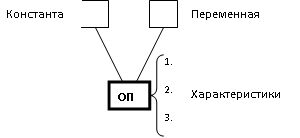 Константа Переменная
1.
ОП 2. Характеристики
3.